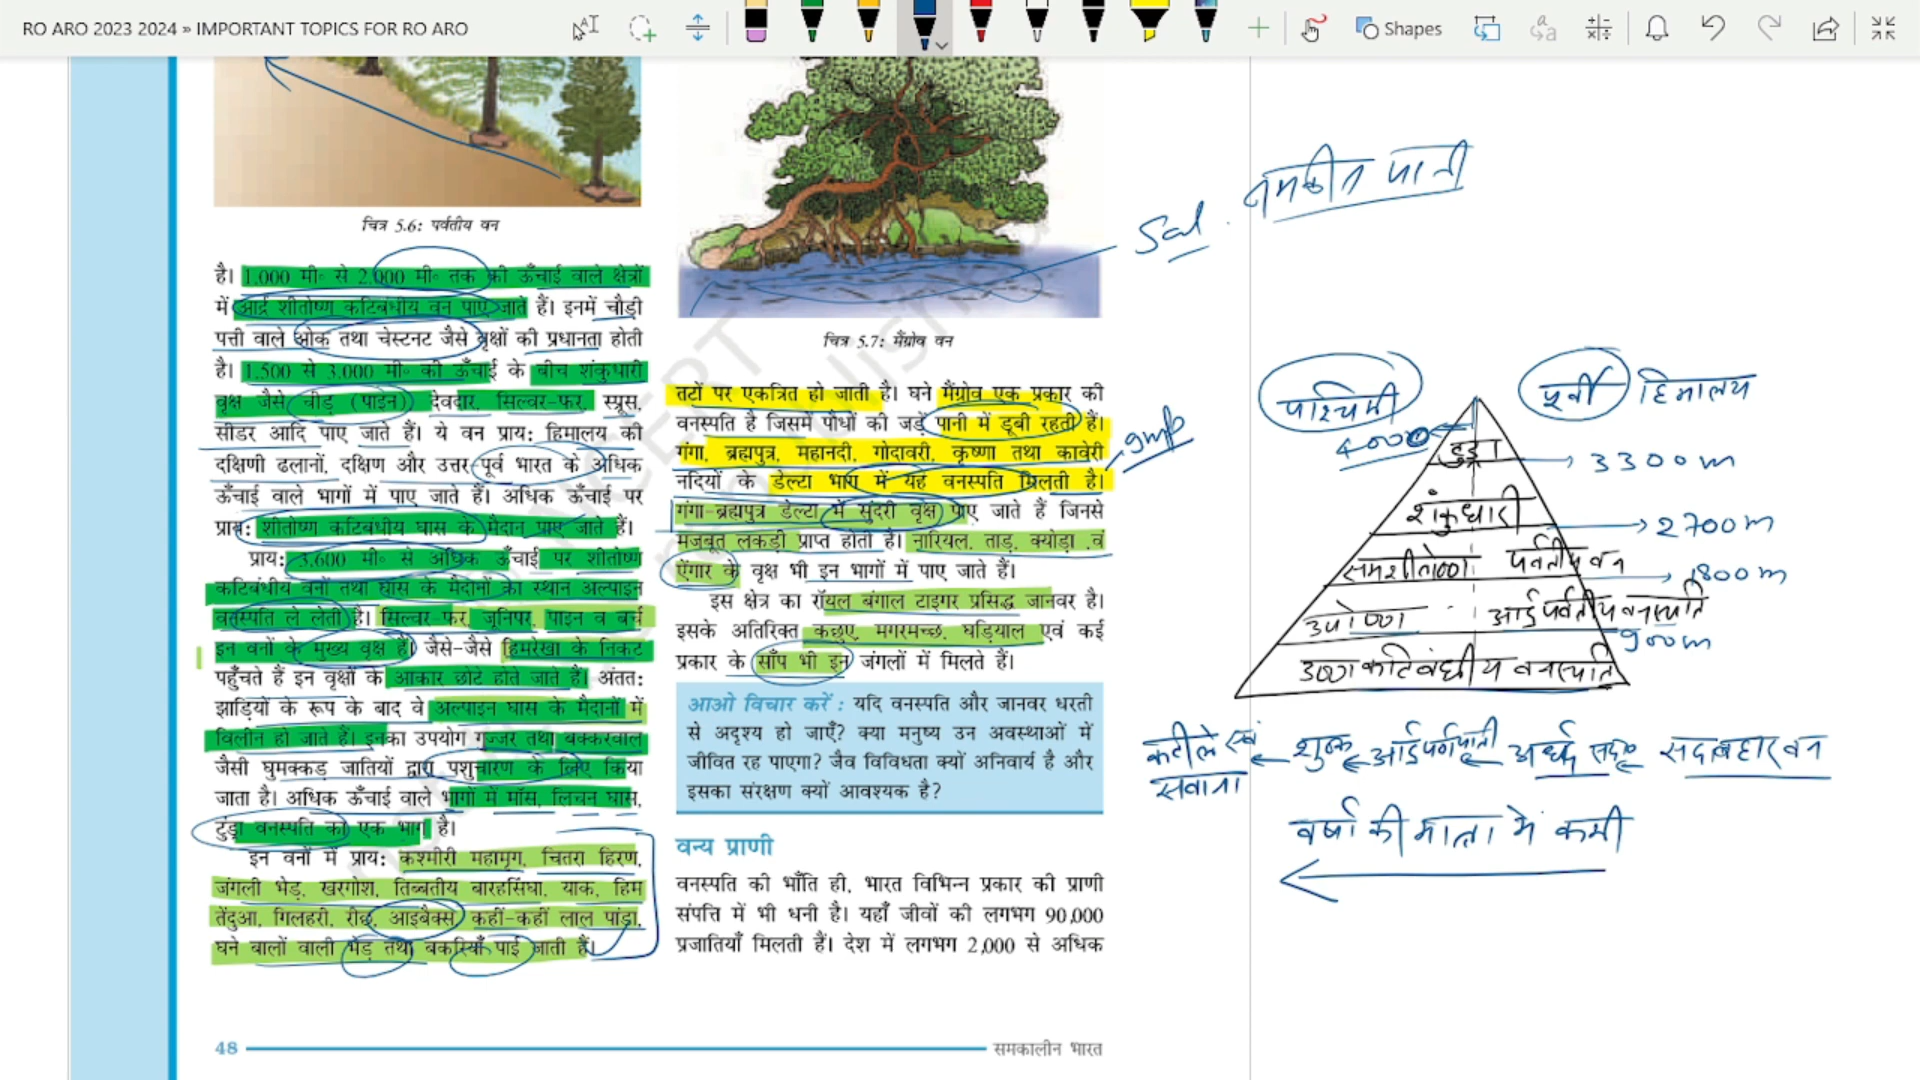 RO ARO 2023 2024 » IMPORTANT TOPICS FOR RO ARO
Shapes
चित्र 5.6: पर्वतीय वन
है। 1,000 मी॰ से 2,000 मी॰ तक की ऊँचाई वाले क्षेत्रों
में आर्द्र शीतोष्ण कटिबंधीय वन पाए जाते हैं। इनमें चौड़ी
पत्ती वाले ओक तथा चेस्टनट जैसे वृक्षों की प्रधानता होती
है। 1,500 से 3,000 मी॰ की ऊँचाई के बीच शंकुधारी
वृक्ष जैसे चीड़ (पाइन) देवदार, सिल्वर-फर, स्प्रूस,
सीडर आदि पाए जाते हैं। ये वन प्राय: हिमालय की
दक्षिणी ढलानों, दक्षिण और उत्तर-पूर्व भारत के अधिक
ऊँचाई वाले भागों में पाए जाते हैं। अधिक ऊँचाई पर
प्राय: शीतोष्ण कटिबंधीय घास के मैदान पाए जाते हैं।
प्राय: 3,600 मी॰ से अधिक ऊँचाई पर शीतोष्ण
कटिबंधीय वनों तथा घास के मैदानों का स्थान अल्पाइन
वनस्पति ले लेती है। सिल्वर-फर, जूनिपर, पाइन व बर्च
इन वनों के मुख्य वृक्ष हैं। जैसे-जैसे हिमरेखा के निकट
पहुँचते हैं इन वृक्षों के आकार छोटे होते जाते हैं। अंतत:
झाड़ियों के रूप के बाद वे अल्पाइन घास के मैदानों में
विलीन हो जाते हैं। इनका उपयोग गुज्जर तथा बक्करवाल
जैसी घुमक्कड़ जातियों द्वारा पशुचारण के लिए किया
जाता है। अधिक ऊँचाई वाले भागों में मॉस, लिचन घास,
टुंड्रा वनस्पति का एक भाग है।
इन वनों में प्राय: कश्मीरी महामृग, चितरा हिरण,
जंगली भेड़, खरगोश, तिब्बतीय बारहसिंघा, याक, हिम
तेंदुआ, गिलहरी, रीछ, आइबैक्स, कहीं-कहीं लाल पांडा,
घने बालों वाली भेड़ तथा बकरियाँ पाई जाती हैं।
48
चित्र 5.7: मैंग्रोव वन
तटों पर एकत्रित हो जाती है। घने मैंग्रोव एक प्रकार की
वनस्पति है जिसमें पौधों की जड़ें पानी में डूबी रहती हैं।
गंगा, ब्रह्मपुत्र, महानदी, गोदावरी, कृष्णा तथा कावेरी
नदियों के डेल्टा भाग में यह वनस्पति मिलती है।
गंगा-ब्रह्मपुत्र डेल्टा में सुंदरी वृक्ष पाए जाते हैं जिनसे
मजबूत लकड़ी प्राप्त होती है। नारियल, ताड़, क्योड़ा व
ऐंगार के वृक्ष भी इन भागों में पाए जाते हैं।
इस क्षेत्र का रॉयल बंगाल टाइगर प्रसिद्ध जानवर है।
इसके अतिरिक्त कछुए, मगरमच्छ, घड़ियाल एवं कई
प्रकार के साँप भी इन जंगलों में मिलते हैं।
आओ विचार करें : यदि वनस्पति और जानवर धरती
से अदृश्य हो जाएँ? क्या मनुष्य उन अवस्थाओं में
जीवित रह पाएगा? जैव विविधता क्यों अनिवार्य है और
इसका संरक्षण क्यों आवश्यक है?
वन्य प्राणी
वनस्पति की भाँति ही, भारत विभिन्न प्रकार की प्राणी
संपत्ति में भी धनी है। यहाँ जीवों की लगभग 90,000
प्रजातियाँ मिलती हैं। देश में लगभग 2,000 से अधिक
समकालीन भारत
नमकीन पानी
Imp
पश्चिमी पूर्वी हिमालय
4000
टुंड्रा
3300m
शंकुधारी
2700m
समशीतोष्ण पर्वतीय वन
1800m
उपोष्ण आर्द्र पर्वतीय वनस्पति
900m
उष्ण कटिबंधीय वनस्पति
कटीले एवं सवाना ← शुष्क ← आर्द्र पर्णपाती ← अर्ध सदा॰ ← सदाबहार वन
वर्षा की मात्रा में कमी